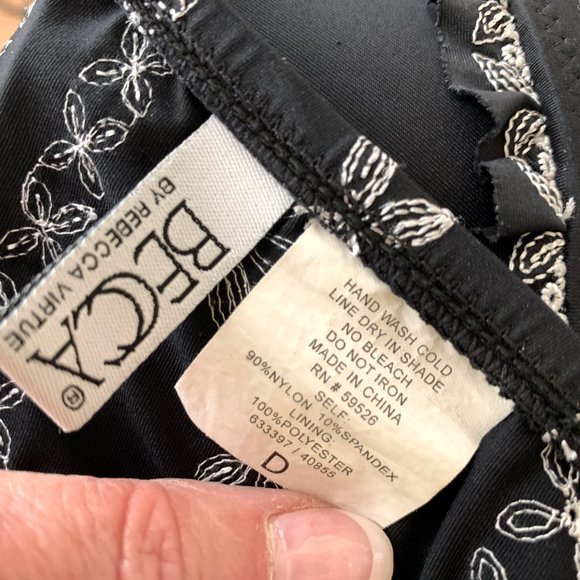 BECCA®
BY REBECCA VIRTUE
HAND WASH COLD
LINE DRY IN SHADE
NO BLEACH
DO NOT IRON
MADE IN CHINA
RN # 59526
SELF:
90%NYLON 10%SPANDEX
LINING:
100%POLYESTER
633397 / 40855
D